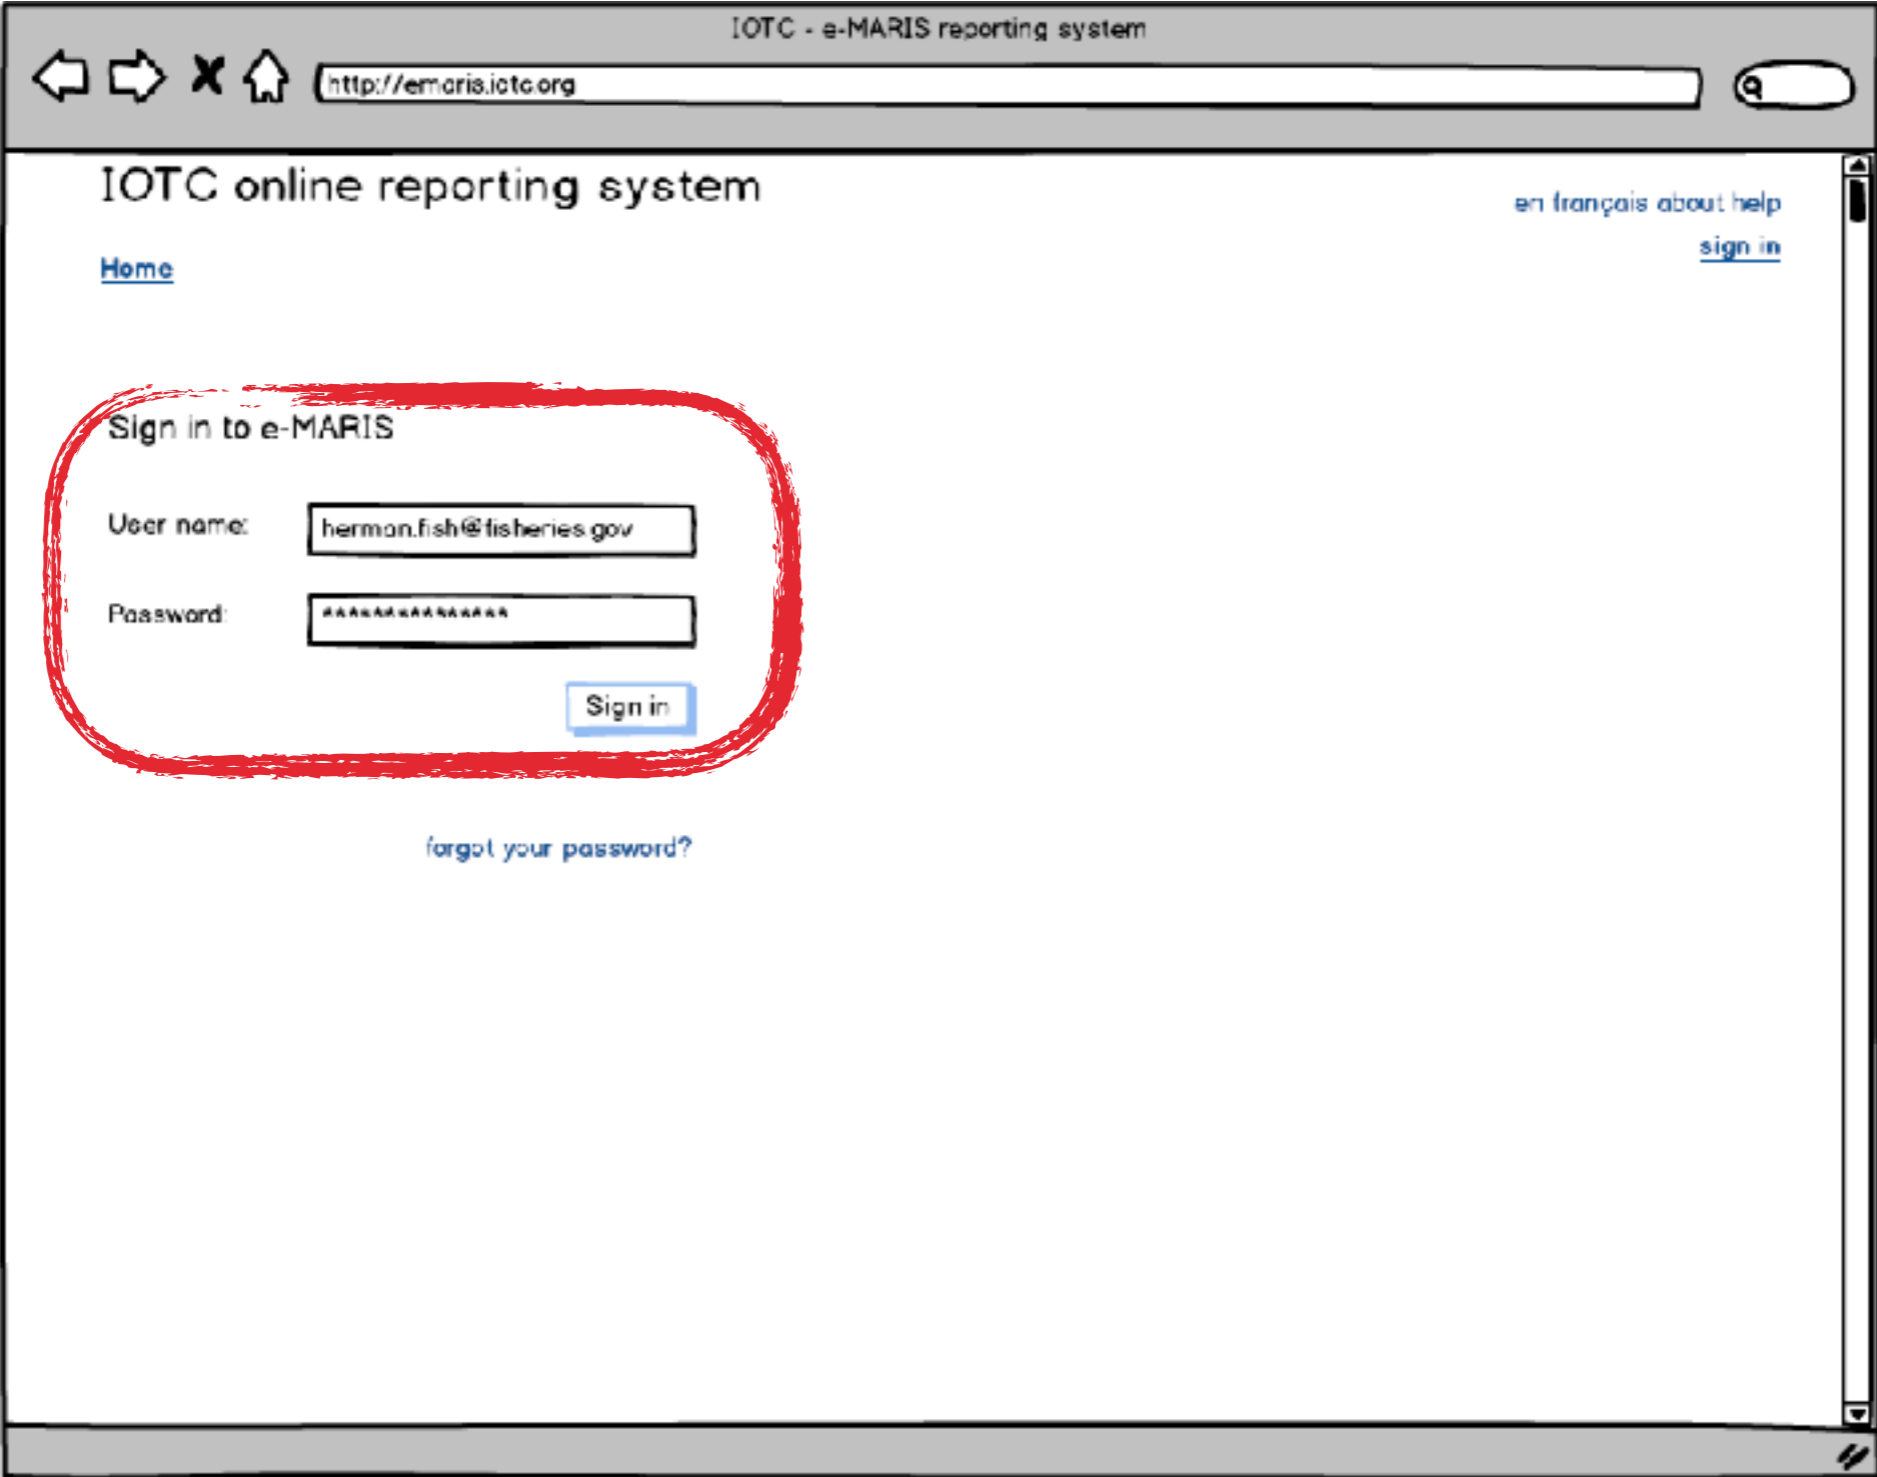 IOTC - e-MARIS reporting system
http://emaris.iotc.org
IOTC online reporting system
en français about help
sign in
Home
Sign in to e-MARIS
User name:
herman.fish@fisheries.gov
Password:
***************
Sign in
forgot your password?